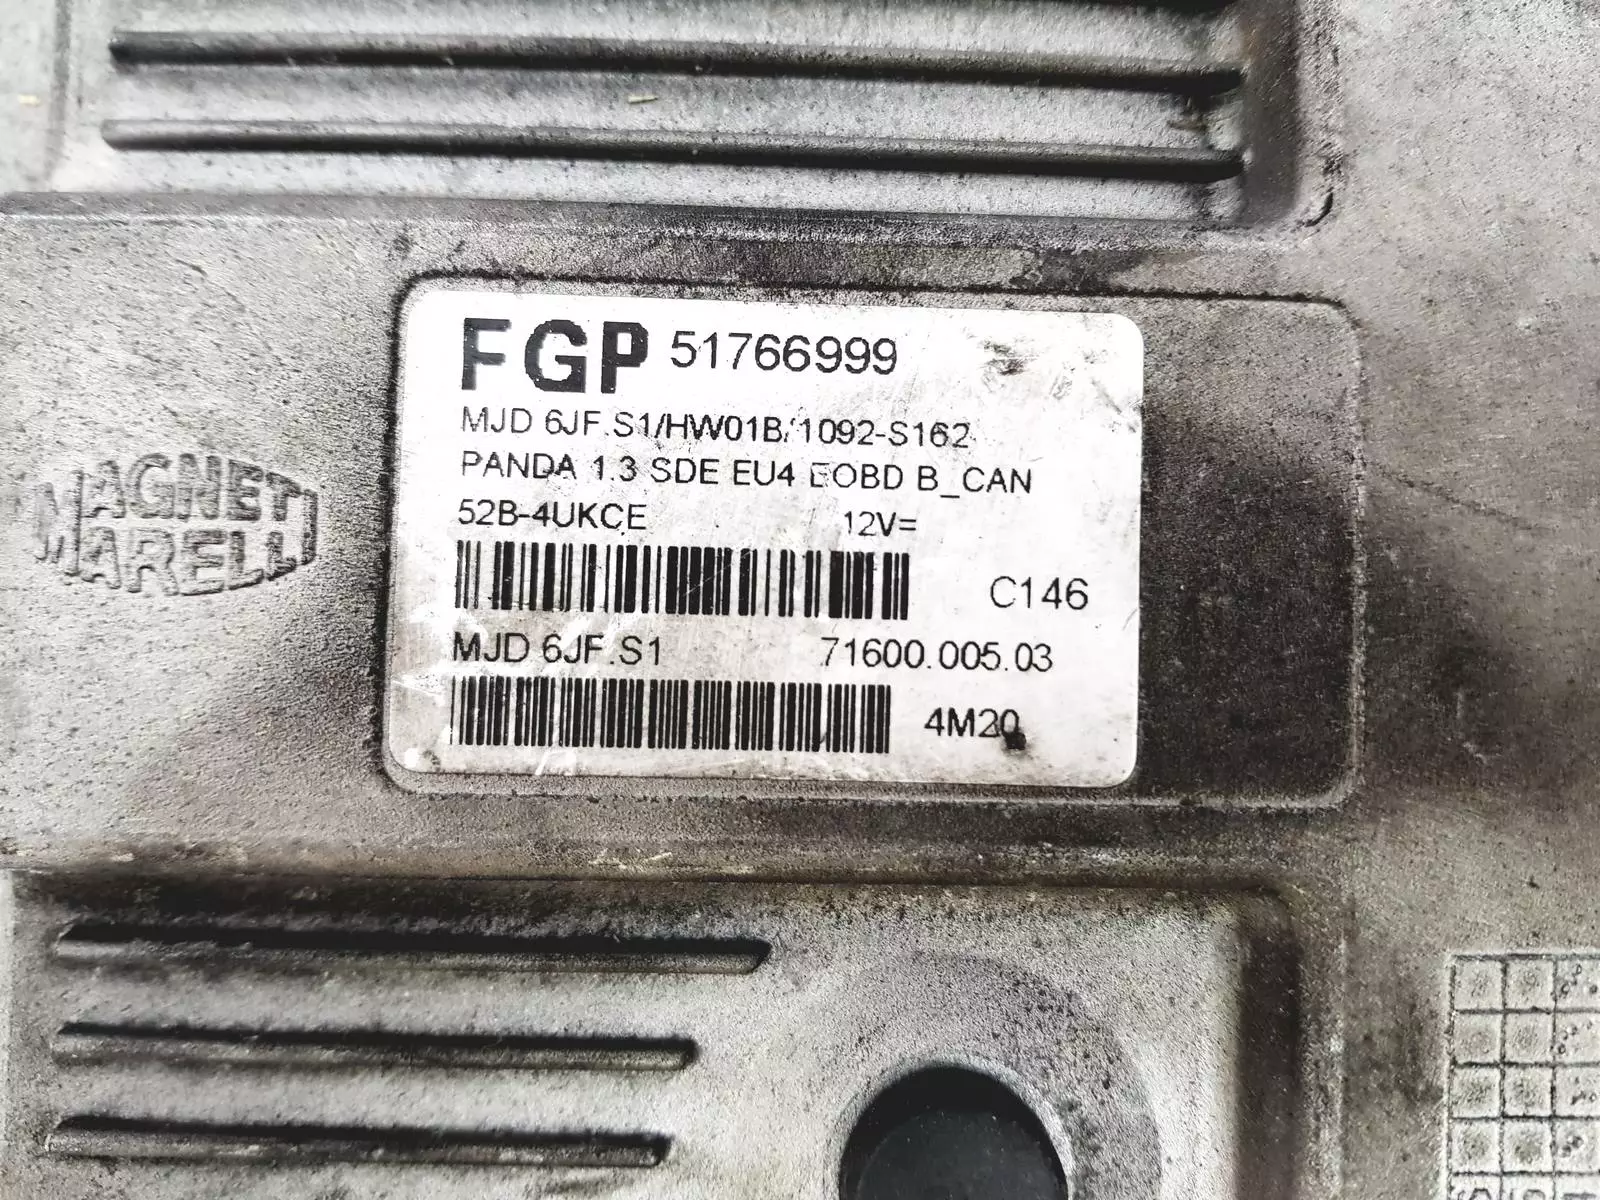 MAGNETI
MARELLI
FGP 51766999
MJD 6JF.S1/HW01B/1092-S162
PANDA 1.3 SDE EU4 EOBD B_CAN
52B-4UKCE 12V=
C146
MJD 6JF.S1 71600.005.03
4M20